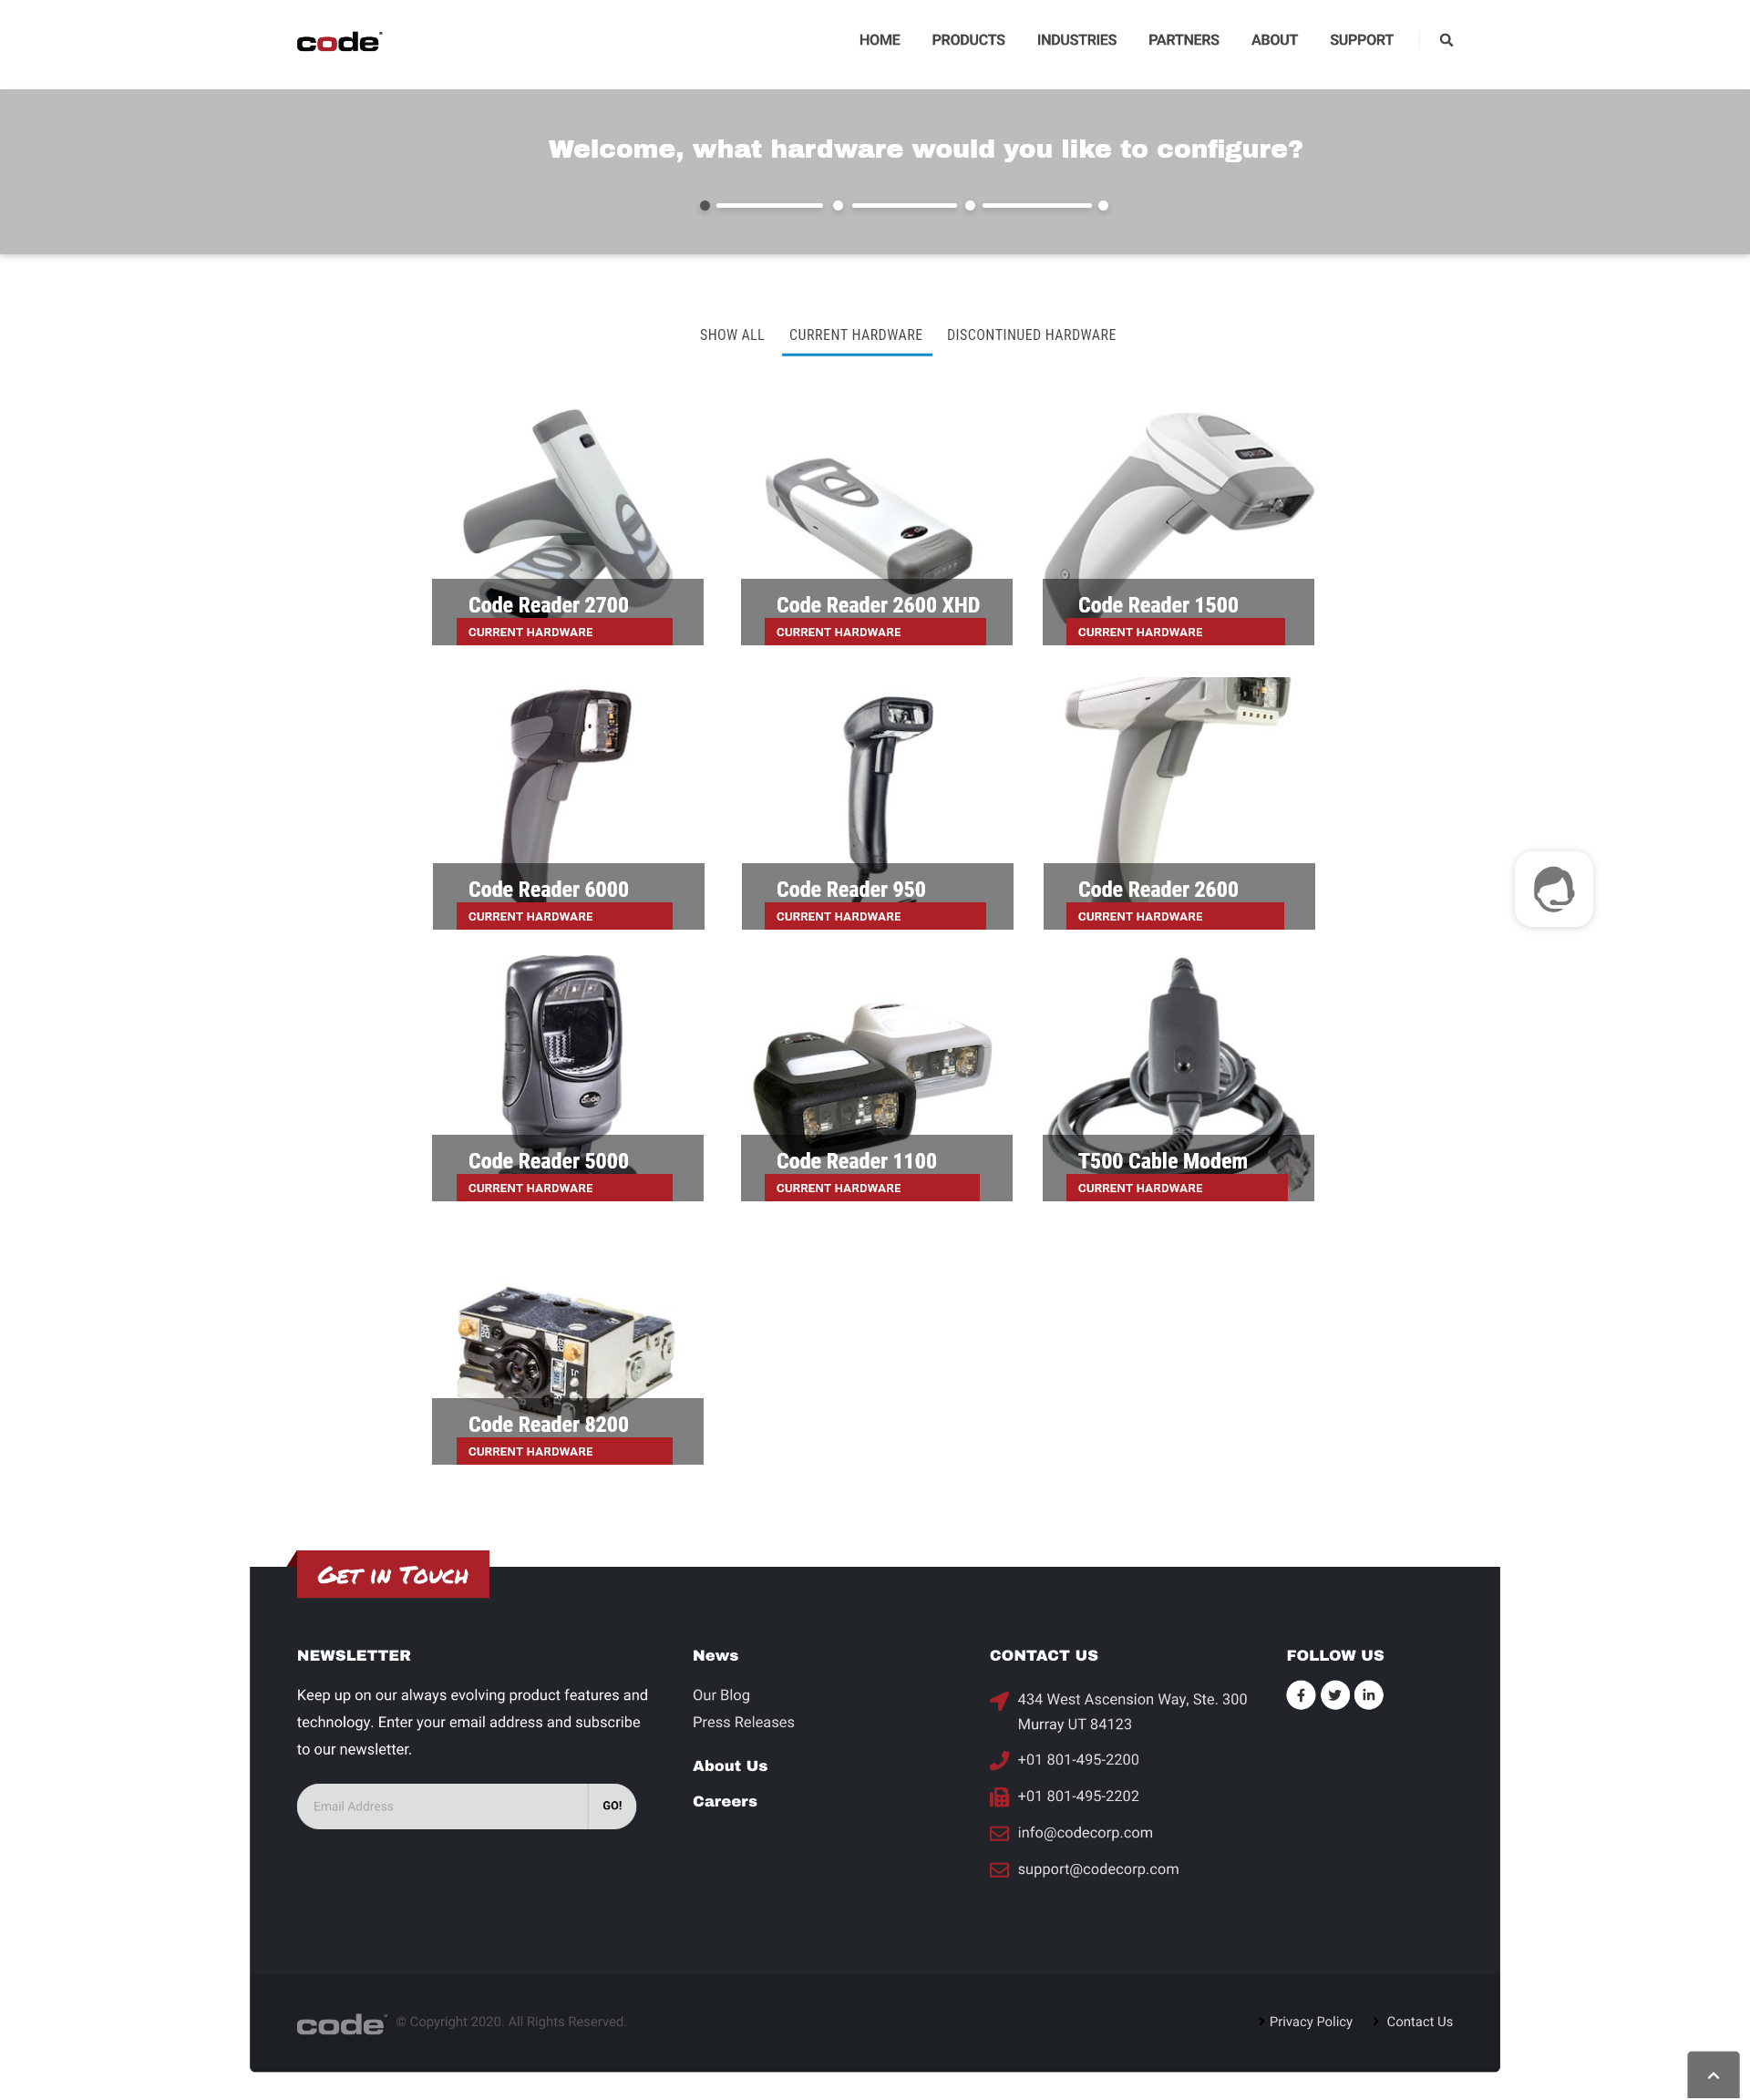 code
HOME PRODUCTS INDUSTRIES PARTNERS ABOUT SUPPORT
Welcome, what hardware would you like to configure?
SHOW ALL CURRENT HARDWARE DISCONTINUED HARDWARE
Code Reader 2700
CURRENT HARDWARE
Code Reader 2600 XHD
CURRENT HARDWARE
code
Code Reader 1500
CURRENT HARDWARE
Code Reader 6000
CURRENT HARDWARE
Code Reader 950
CURRENT HARDWARE
Code Reader 2600
CURRENT HARDWARE
code
Code Reader 5000
CURRENT HARDWARE
Code Reader 1100
CURRENT HARDWARE
T500 Cable Modem
CURRENT HARDWARE
Code Reader 8200
CURRENT HARDWARE
Get in Touch
NEWSLETTER
Keep up on our always evolving product features and
technology. Enter your email address and subscribe
to our newsletter.
Email Address GO!
News
Our Blog
Press Releases
About Us
Careers
CONTACT US
434 West Ascension Way, Ste. 300
Murray UT 84123
+01 801-495-2200
+01 801-495-2202
info@codecorp.com
support@codecorp.com
FOLLOW US
code © Copyright 2020. All Rights Reserved.
Privacy Policy Contact Us